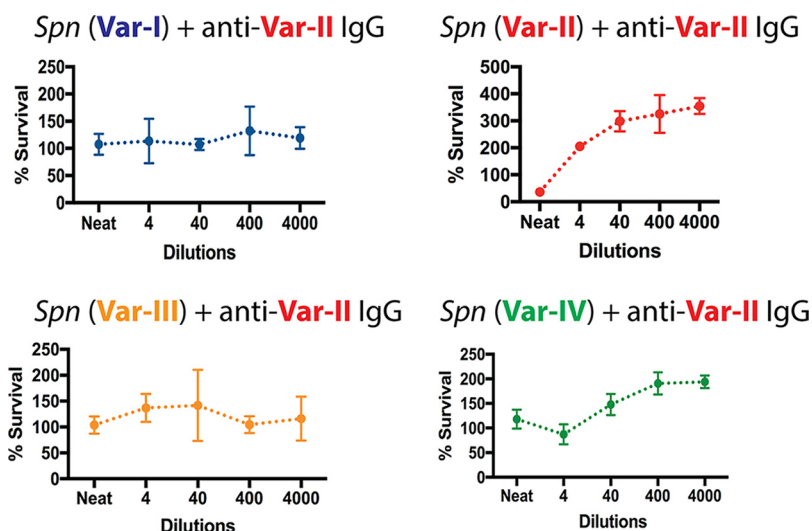 Spn (Var-I) + anti-Var-II IgG
250
200
150
100
50
0
% Survival
Neat 4 40 400 4000
Dilutions
Spn (Var-II) + anti-Var-II IgG
500
400
300
200
100
0
% Survival
Neat 4 40 400 4000
Dilutions
Spn (Var-III) + anti-Var-II IgG
250
200
150
100
50
0
% Survival
Neat 4 40 400 4000
Dilutions
Spn (Var-IV) + anti-Var-II IgG
250
200
150
100
50
0
% Survival
Neat 4 40 400 4000
Dilutions